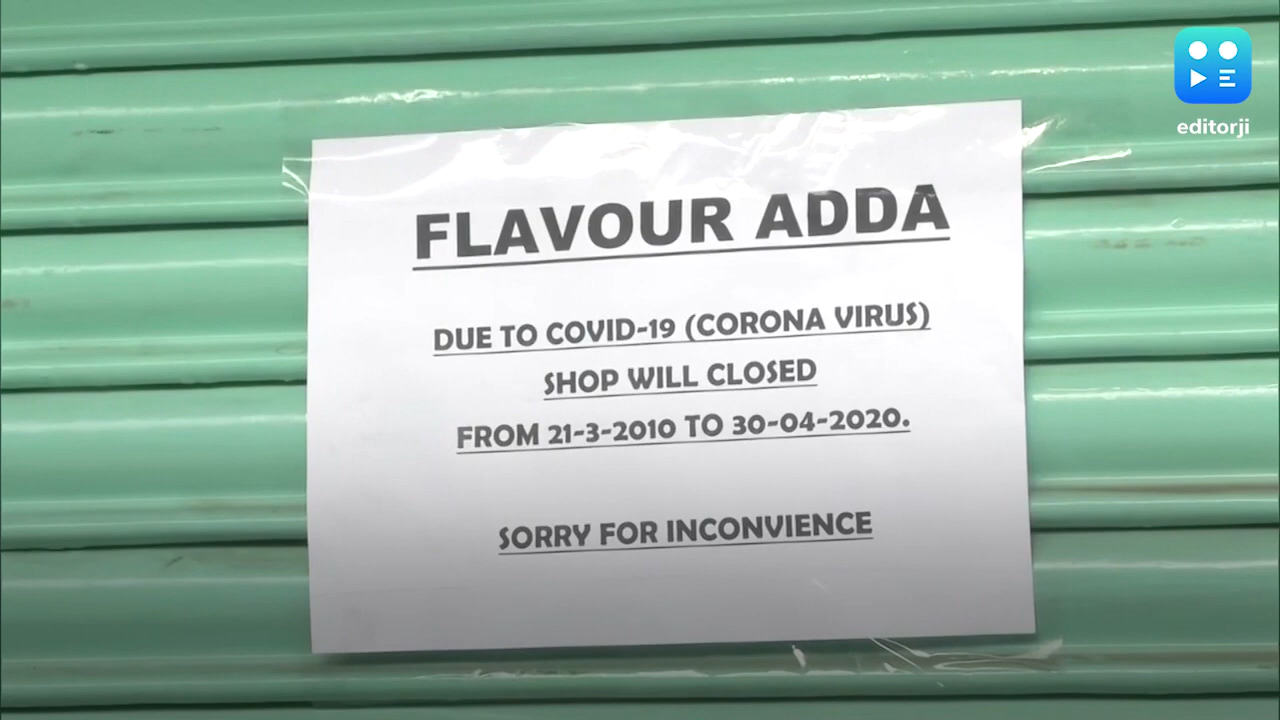 editorji
FLAVOUR ADDA
DUE TO COVID-19 (CORONA VIRUS)
SHOP WILL CLOSED
FROM 21-3-2010 TO 30-04-2020.
SORRY FOR INCONVIENCE